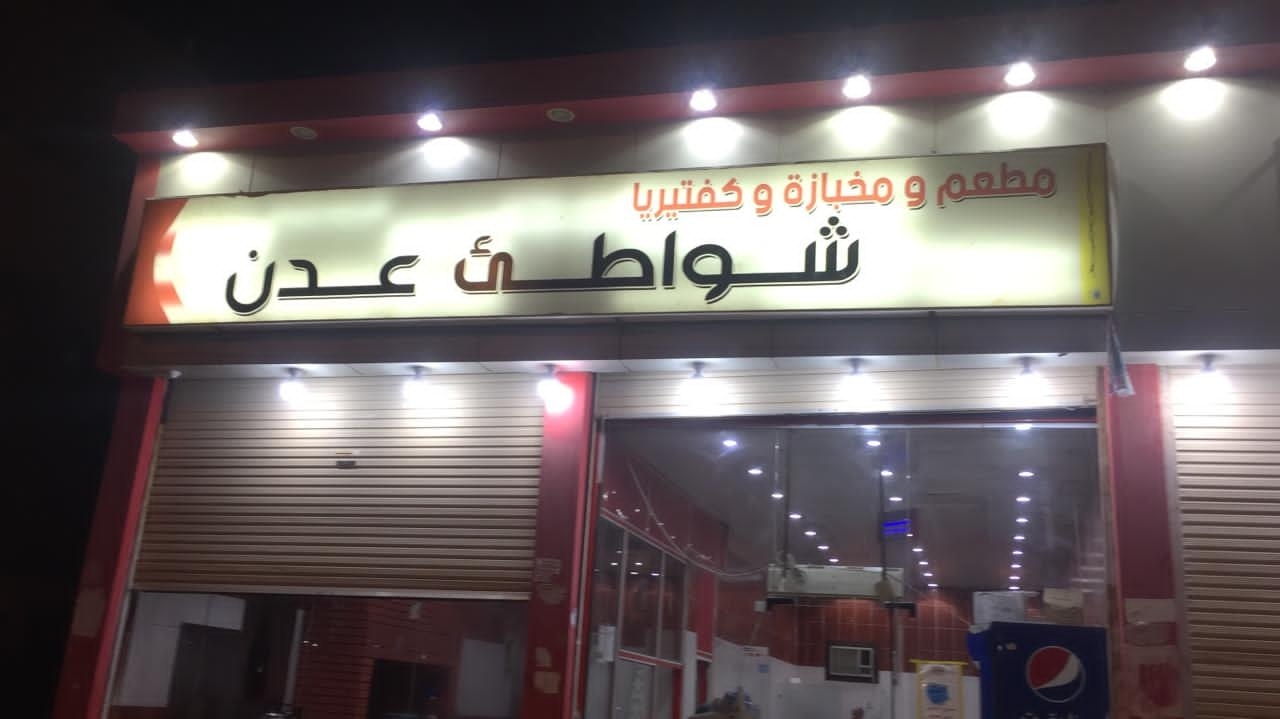 مطعم و مخبازة و كفتيريا
شواطئ عدن